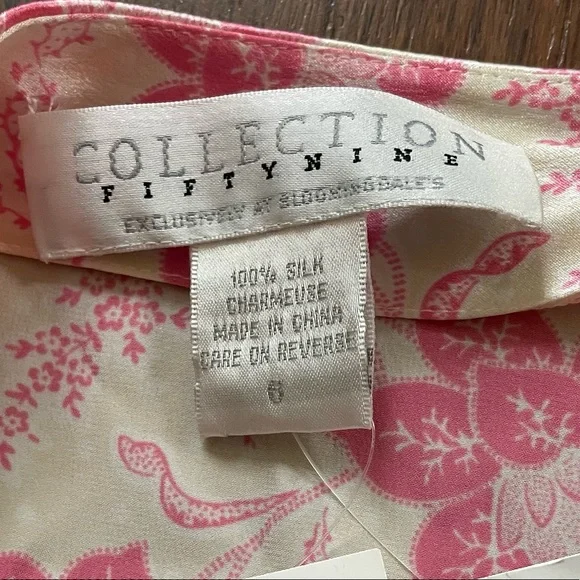 COLLECTION
FIFTYNINE
EXCLUSIVELY AT BLOOMINGDALE'S
100% SILK
CHARMEUSE
MADE IN CHINA
CARE ON REVERSE
6